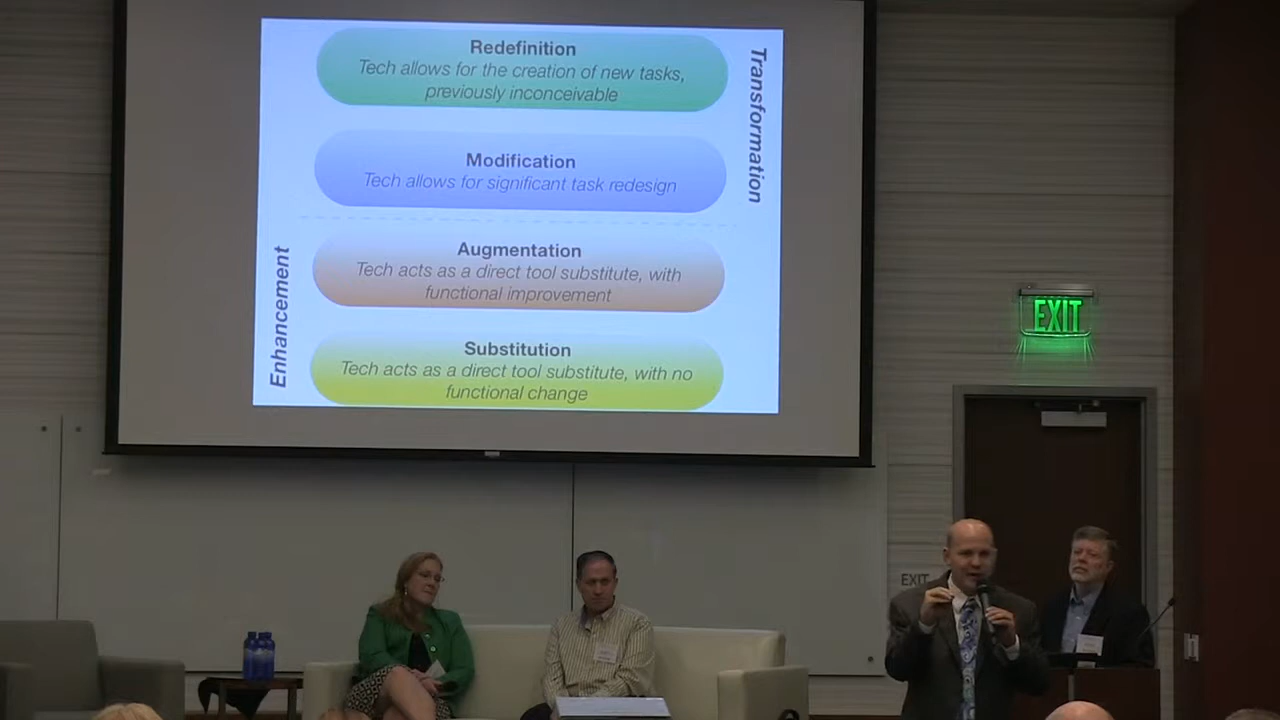 Redefinition
Tech allows for the creation of new tasks,
previously inconceivable
Transformation
Modification
Tech allows for significant task redesign
Augmentation
Tech acts as a direct tool substitute, with
functional improvement
Enhancement
Substitution
Tech acts as a direct tool substitute, with no
functional change
EXIT
EXIT